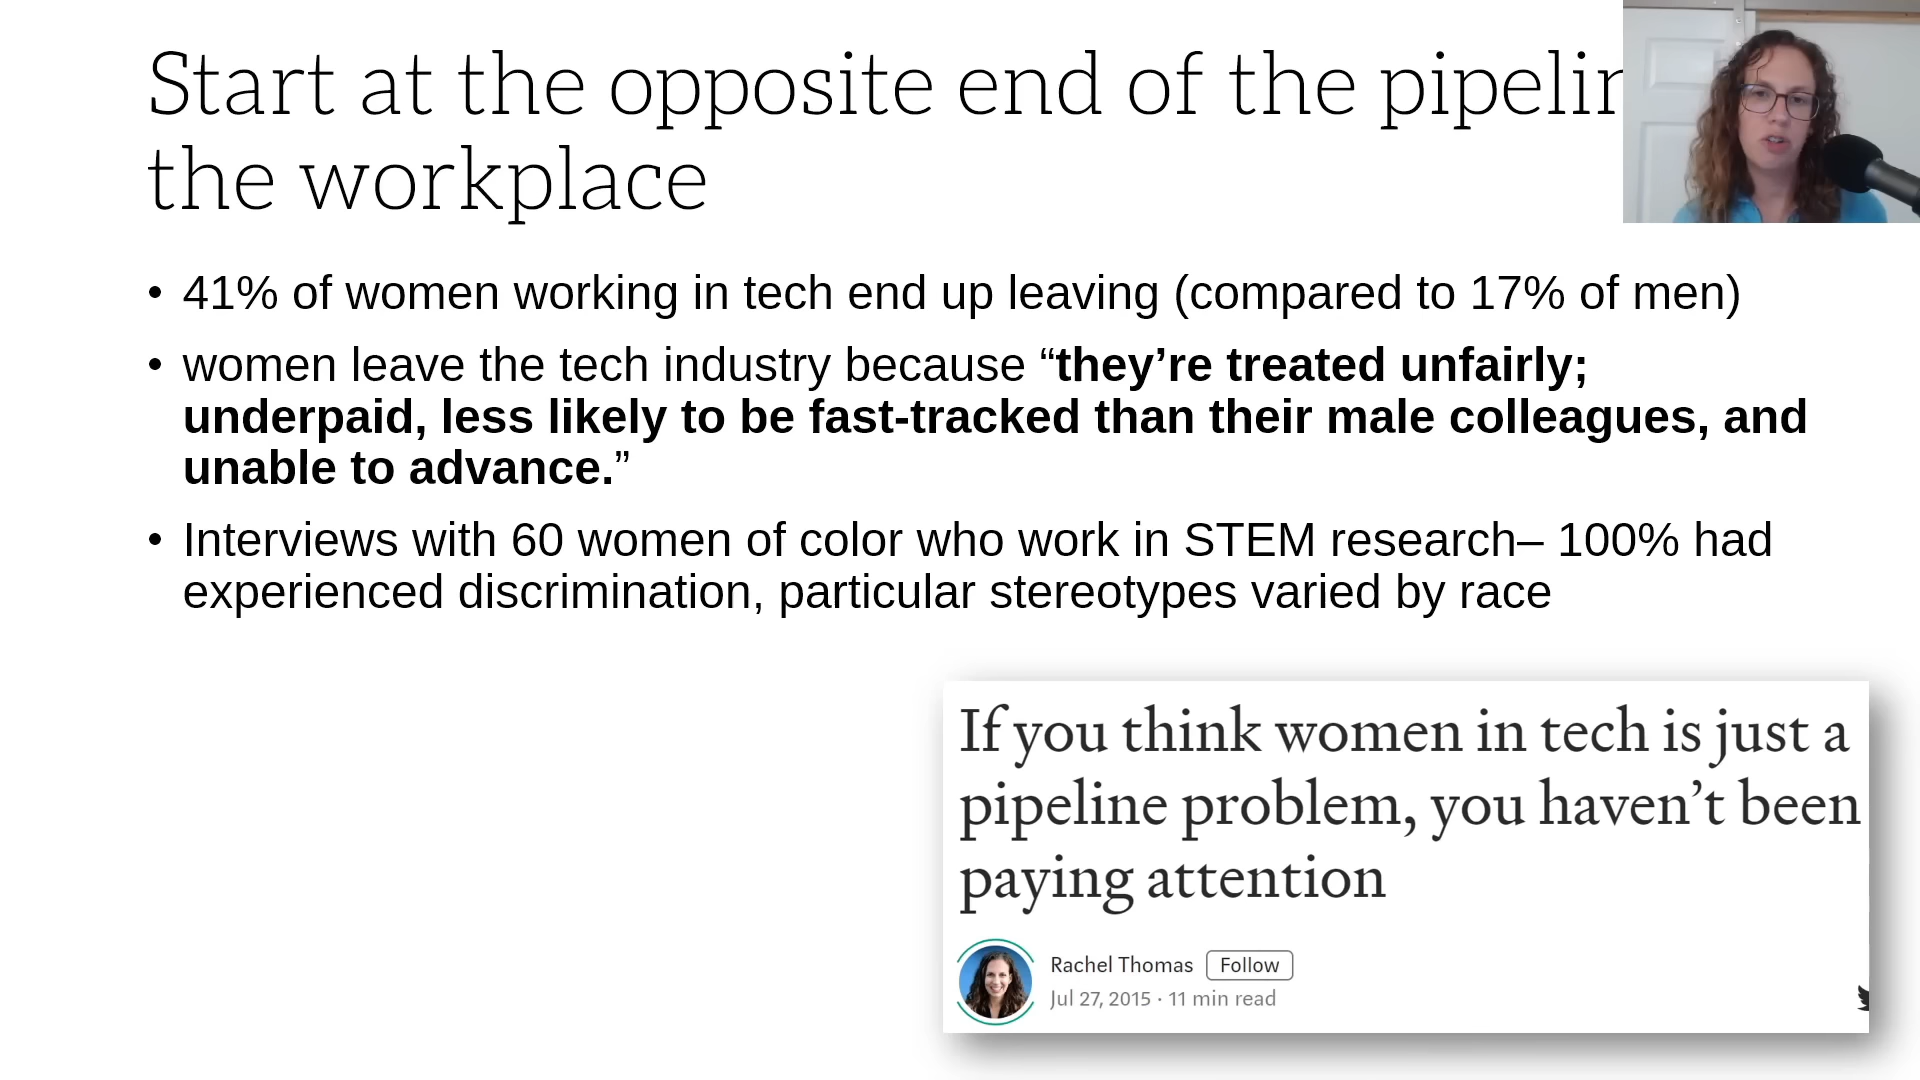 Start at the opposite end of the
the workplace
• 41% of women working in tech end up leaving (compared to 17% of men)
• women leave the tech industry because “they’re treated unfairly;
underpaid, less likely to be fast-tracked than their male colleagues, and
unable to advance.”
• Interviews with 60 women of color who work in STEM research– 100% had
experienced discrimination, particular stereotypes varied by race
If you think women in tech is just a
pipeline problem, you haven’t been
paying attention
Rachel Thomas Follow
Jul 27, 2015 · 11 min read